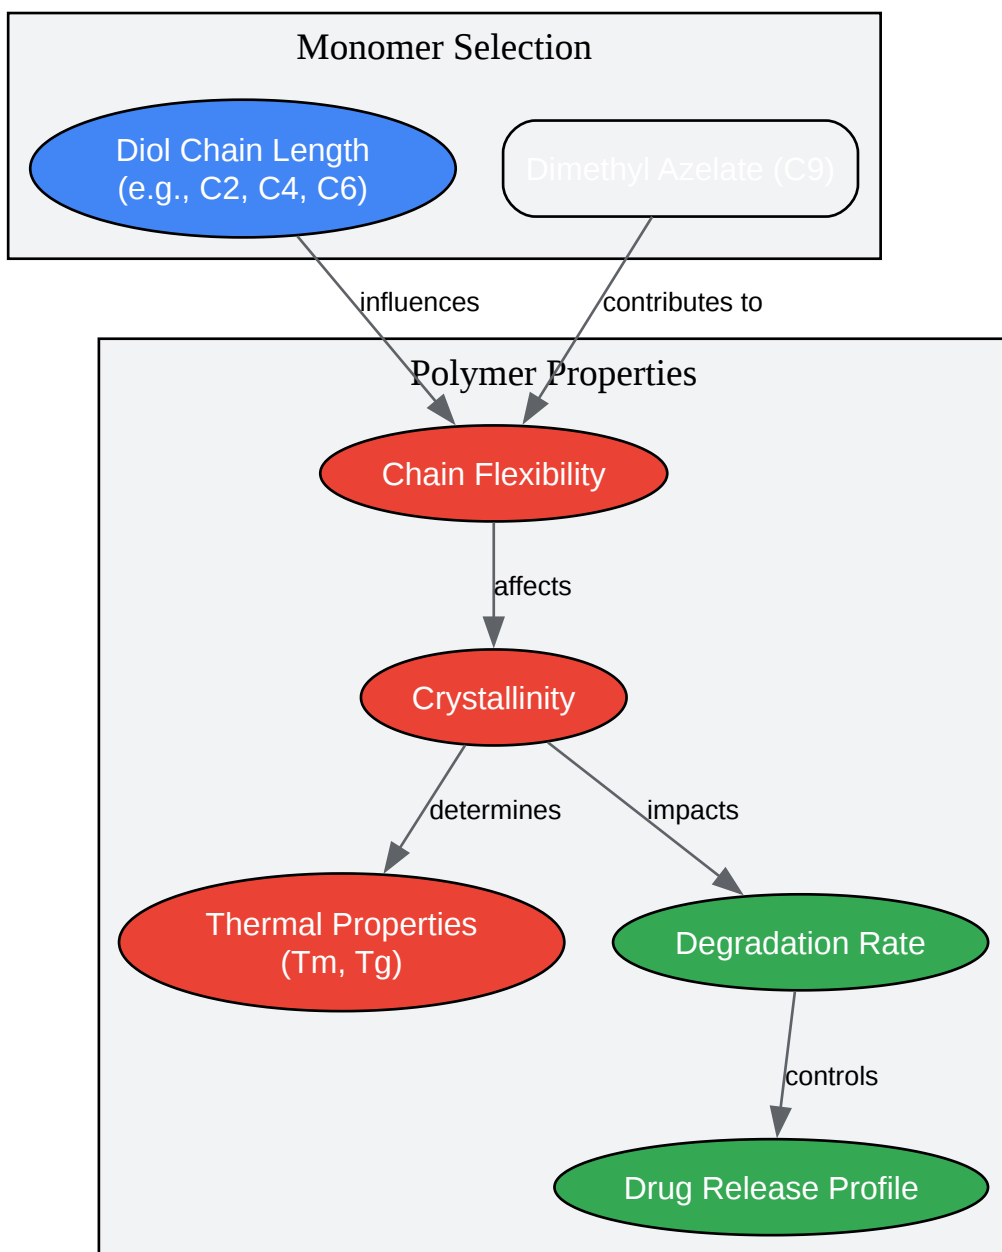 Monomer Selection
Diol Chain Length
(e.g., C2, C4, C6)
Dimethyl Azelate (C9)
influences
contributes to
Polymer Properties
Chain Flexibility
affects
Crystallinity
determines
impacts
Thermal Properties
(Tm, Tg)
Degradation Rate
controls
Drug Release Profile